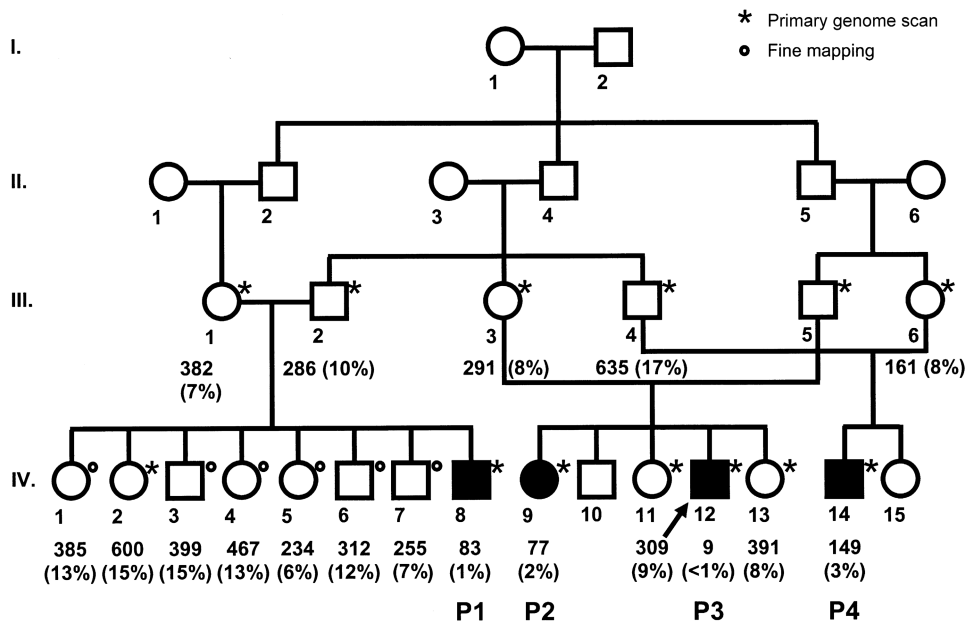 * Primary genome scan
I.
o Fine mapping
1 2
II.
1 2 3 4 5 6
* * * * * *
III.
1 2 3 4 5 6
382 286 (10%) 291 (8%) 635 (17%) 161 (8%)
(7%)
o * o o o o o * * * * * *
IV.
1 2 3 4 5 6 7 8 9 10 11 12 13 14 15
385 600 399 467 234 312 255 83 77 309 9 391 149
(13%) (15%) (15%) (13%) (6%) (12%) (7%) (1%) (2%) (9%) (<1%) (8%) (3%)
P1 P2 P3 P4